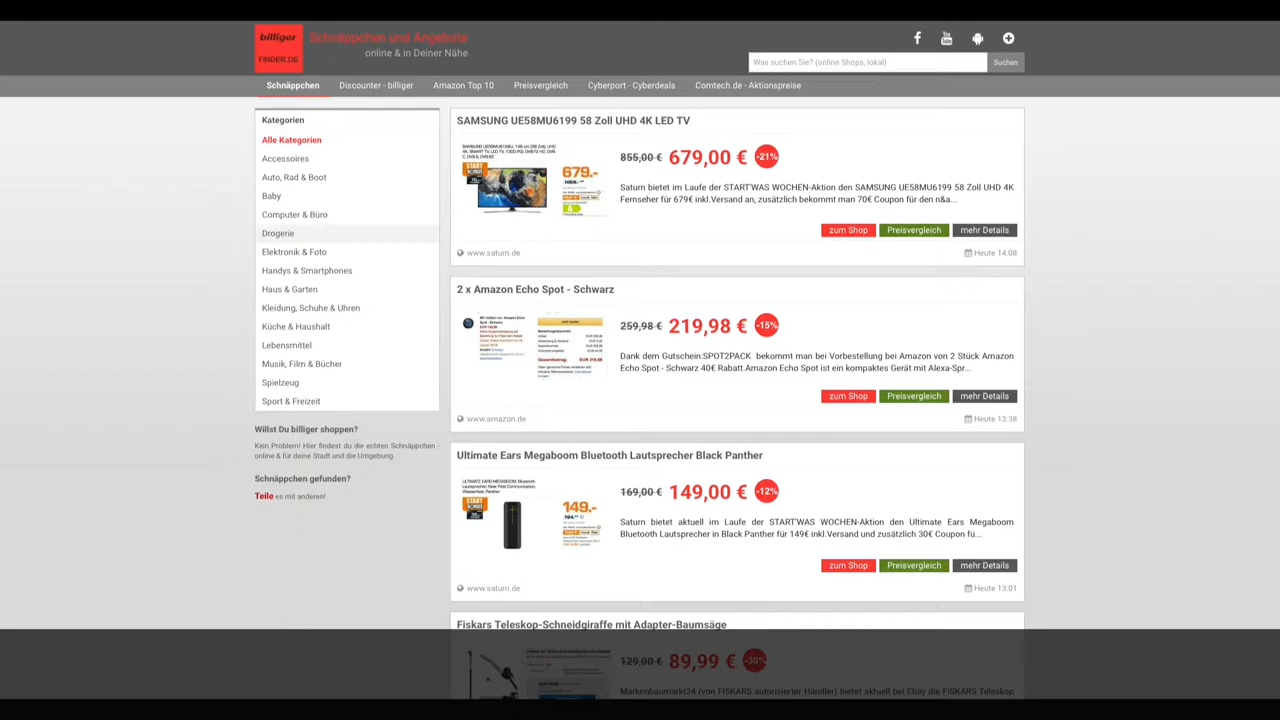 billiger
FINDER.DE
Schnäppchen und Angebote
online & in Deiner Nähe
Was suchen Sie? (online Shops, lokal)
Suchen
Schnäppchen
Discounter - billiger
Amazon Top 10
Preisvergleich
Cyberport - Cyberdeals
Comtech.de - Aktionspreise
Kategorien
Alle Kategorien
Accessoires
Auto, Rad & Boot
Baby
Computer & Büro
Drogerie
Elektronik & Foto
Handys & Smartphones
Haus & Garten
Kleidung, Schuhe & Uhren
Küche & Haushalt
Lebensmittel
Musik, Film & Bücher
Spielzeug
Sport & Freizeit
Willst Du billiger shoppen?
Kein Problem! Hier findest du die echten Schnäppchen -
online & für deine Stadt und die Umgebung.
Schnäppchen gefunden?
Teile es mit anderen!
SAMSUNG UE58MU6199 58 Zoll UHD 4K LED TV
START
BONUS
679.-
855,00 € 679,00 € -21%
Saturn bietet im Laufe der START'WAS WOCHEN-Aktion den SAMSUNG UE58MU6199 58 Zoll UHD 4K
Fernseher für 679€ inkl.Versand an, zusätzlich bekommt man 70€ Coupon für den n&a...
zum Shop Preisvergleich mehr Details
www.saturn.de
Heute 14:08
2 x Amazon Echo Spot - Schwarz
259,98 € 219,98 € -15%
Dank dem Gutschein:SPOT2PACK bekommt man bei Vorbestellung bei Amazon von 2 Stück Amazon
Echo Spot - Schwarz 40€ Rabatt.Amazon Echo Spot ist ein kompaktes Gerät mit Alexa-Spr...
zum Shop Preisvergleich mehr Details
www.amazon.de
Heute 13:38
Ultimate Ears Megaboom Bluetooth Lautsprecher Black Panther
START
BONUS
149.-
169,00 € 149,00 € -12%
Saturn bietet aktuell im Laufe der START'WAS WOCHEN-Aktion den Ultimate Ears Megaboom
Bluetooth Lautsprecher in Black Panther für 149€ inkl.Versand und zusätzlich 30€ Coupon fü...
zum Shop Preisvergleich mehr Details
www.saturn.de
Heute 13:01
Fiskars Teleskop-Schneidgiraffe mit Adapter-Baumsäge
129,00 € 89,99 € -30%
Markenbaumarkt24 (von FISKARS autorisierter Händler) bietet aktuell bei Ebay die FISKARS Teleskop